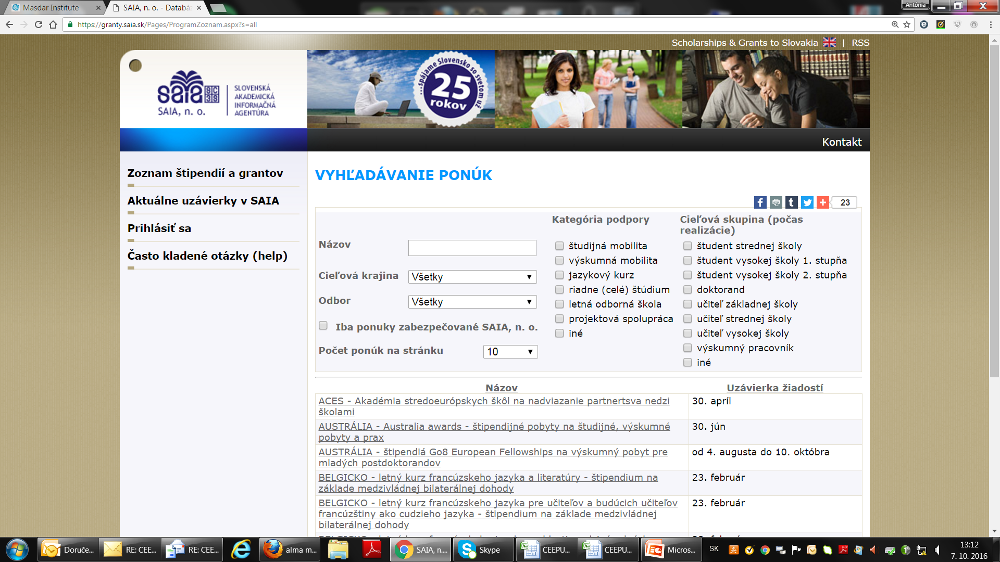 Masdar Institute
SAIA, n. o. - Databá
Antónia
https://granty.saia.sk/Pages/ProgramZoznam.aspx?s=all
Scholarships & Grants to Slovakia | RSS
saia
SAIA, n. o.
SLOVENSKÁ
AKADEMICKÁ
INFORMAČNÁ
AGENTÚRA
...spájame Slovensko so svetom už
25
rokov
Kontakt
Zoznam štipendií a grantov
Aktuálne uzávierky v SAIA
Prihlásiť sa
Často kladené otázky (help)
VYHĽADÁVANIE PONÚK
23
Názov
Cieľová krajina Všetky
Odbor Všetky
Iba ponuky zabezpečované SAIA, n. o.
Počet ponúk na stránku 10
Kategória podpory
študijná mobilita
výskumná mobilita
jazykový kurz
riadne (celé) štúdium
letná odborná škola
projektová spolupráca
iné
Cieľová skupina (počas
realizácie)
študent strednej školy
študent vysokej školy 1. stupňa
študent vysokej školy 2. stupňa
doktorand
učiteľ základnej školy
učiteľ strednej školy
učiteľ vysokej školy
výskumný pracovník
iné
Názov Uzávierka žiadostí
ACES - Akadémia stredoeurópskych škôl na nadviazanie partnertsva nedzi 30. apríl
školami
AUSTRÁLIA - Australia awards - štipendijné pobyty na študijné, výskumné 30. jún
pobyty a prax
AUSTRÁLIA - štipendiá Go8 European Fellowships na výskumný pobyt pre od 4. augusta do 10. októbra
mladých postdoktorandov
BELGICKO - letný kurz francúzskeho jazyka a literatúry - štipendium na 23. február
základe medzivládnej bilaterálnej dohody
BELGICKO - letný kurz francúzskeho jazyka pre učiteľov a budúcich učiteľov 23. február
francúzštiny ako cudzieho jazyka - štipendium na základe medzivládnej
bilaterálnej dohody
Doruče... RE: CEE... RE: CEE... alma m... SAIA, n.... Skype CEEPU... CEEPU... Micros... SK 13:12
7. 10. 2016